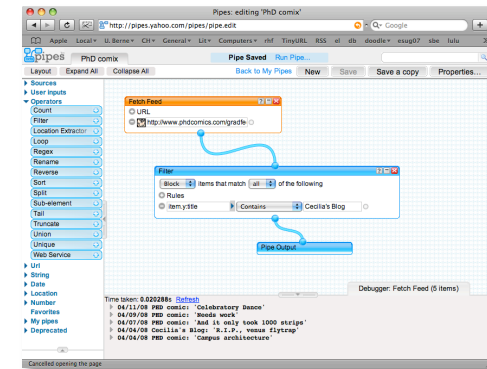 Pipes: editing 'PhD comix'
http://pipes.yahoo.com/pipes/pipe.edit
Google
Apple Local▾ U.Berne▾ CH▾ General▾ Lit▾ Computers▾ rhf TinyURL RSS el db doodle▾ esug07 sbe lulu
pipes PhD comix Pipe Saved Run Pipe...
Layout Expand All Collapse All Back to My Pipes New Save Save a copy Properties...
Sources
User inputs
Operators
Count
Filter
Location Extractor
Loop
Regex
Rename
Reverse
Sort
Split
Sub-element
Tail
Truncate
Union
Unique
Web Service
Url
String
Date
Location
Number
Favorites
My pipes
Deprecated
Fetch Feed
URL
http://www.phdcomics.com/gradfe
Filter
Block items that match all of the following
Rules
item.y:title Contains Cecilia's Blog
Pipe Output
Debugger: Fetch Feed (5 items)
Time taken: 0.020288s Refresh
04/11/08 PHD comic: 'Celebratory Dance'
04/09/08 PHD comic: 'Needs work'
04/07/08 PHD comic: 'And it only took 1000 strips'
04/04/08 Cecilia's Blog: 'R.I.P., venus flytrap'
04/04/08 PHD comic: 'Campus architecture'
Cancelled opening the page